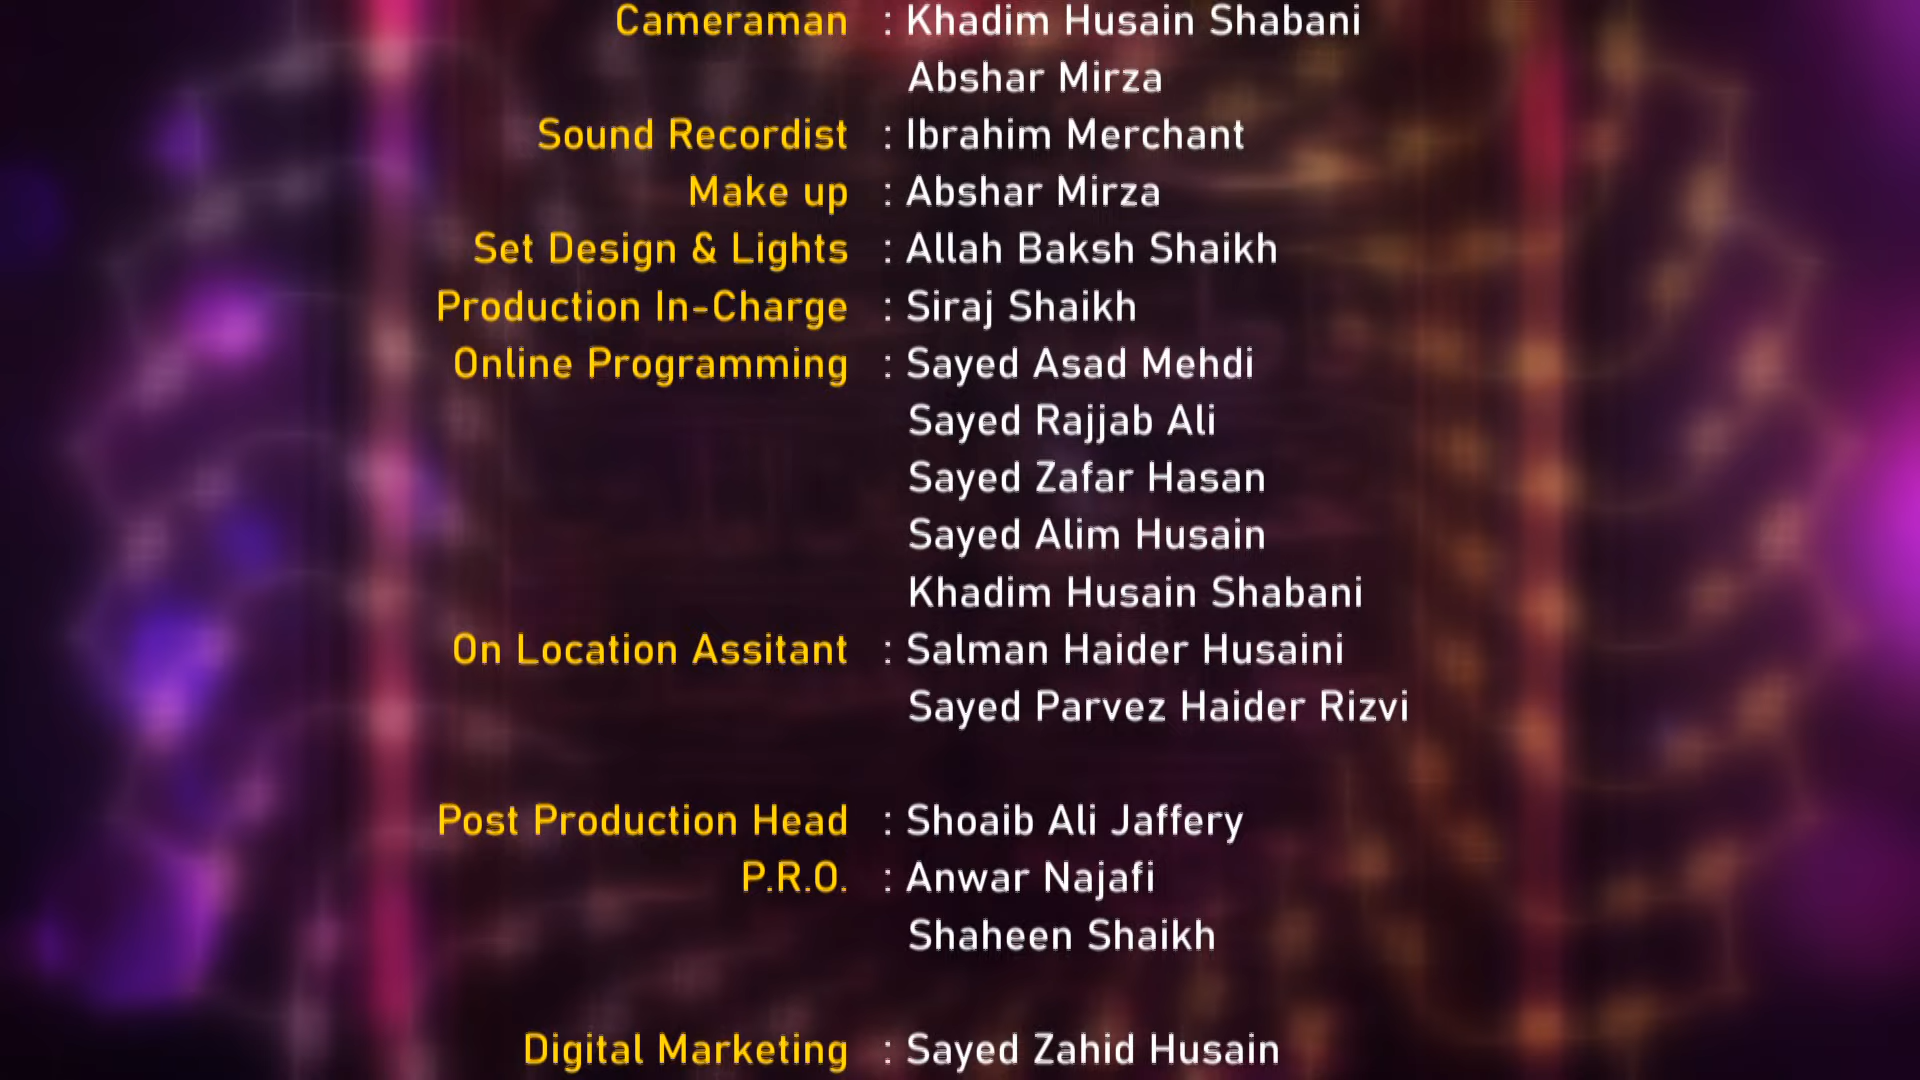 Cameraman : Khadim Husain Shabani
Abshar Mirza
Sound Recordist : Ibrahim Merchant
Make up : Abshar Mirza
Set Design & Lights : Allah Baksh Shaikh
Production In-Charge : Siraj Shaikh
Online Programming : Sayed Asad Mehdi
Sayed Rajjab Ali
Sayed Zafar Hasan
Sayed Alim Husain
Khadim Husain Shabani
On Location Assitant : Salman Haider Husaini
Sayed Parvez Haider Rizvi
Post Production Head : Shoaib Ali Jaffery
P.R.O. : Anwar Najafi
Shaheen Shaikh
Digital Marketing : Sayed Zahid Husain